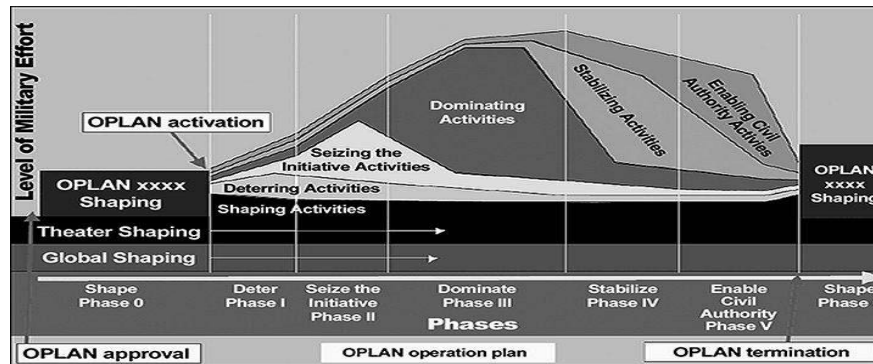 Level of Military Effort
OPLAN activation
OPLAN xxxx
Shaping
Theater Shaping
Global Shaping
Seizing the
Initiative Activities
Deterring Activities
Shaping Activities
Dominating
Activities
Stabilizing Activities
Enabling Civil
Authority Activies
OPLAN
xxxx
Shaping
Shape
Phase 0
Deter
Phase I
Seize the
Initiative
Phase II
Dominate
Phase III
Stabilize
Phase IV
Enable
Civil
Authority
Phase V
Shape
Phase
Phases
OPLAN approval
OPLAN operation plan
OPLAN termination